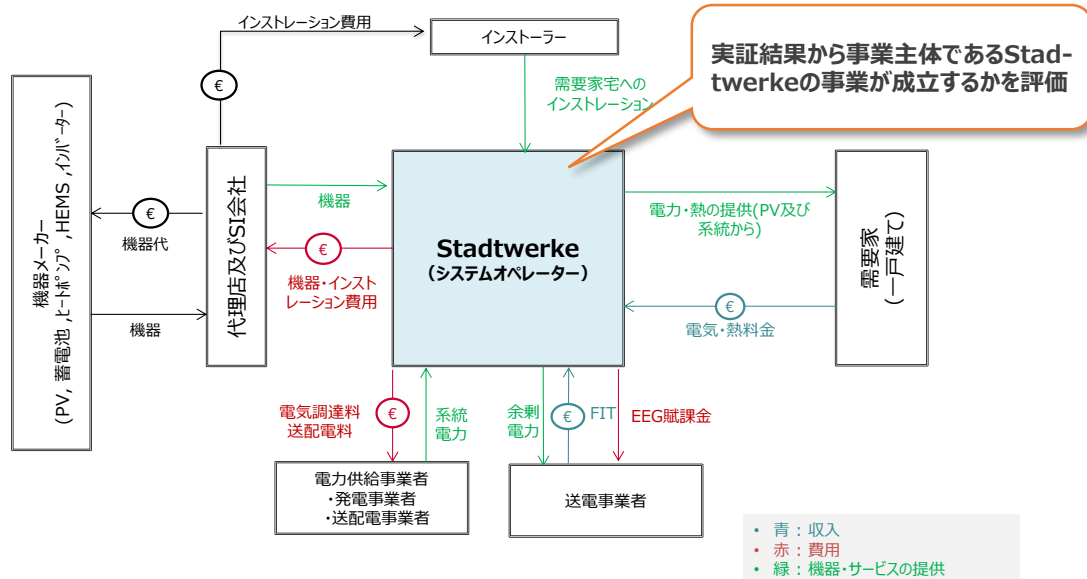 インストレーション費用
インストーラー
実証結果から事業主体であるStad-
twerkeの事業が成立するかを評価
€
需要家宅への
インストレーション
機器メーカー
(PV, 蓄電池 ,ヒートポンプ, HEMS ,インバーター)
€
機器代
機器
代理店及びSI会社
機器
€
機器・インスト
レーション費用
Stadtwerke
(システムオペレーター)
電力・熱の提供(PV及び
系統から)
€
電気・熱料金
需要家
(一戸建て)
電気調達料
送配電料
€
系統
電力
余剰
電力
€
FIT
EEG賦課金
電力供給事業者
・発電事業者
・送配電事業者
送電事業者
• 青:収入
• 赤:費用
• 緑:機器・サービスの提供